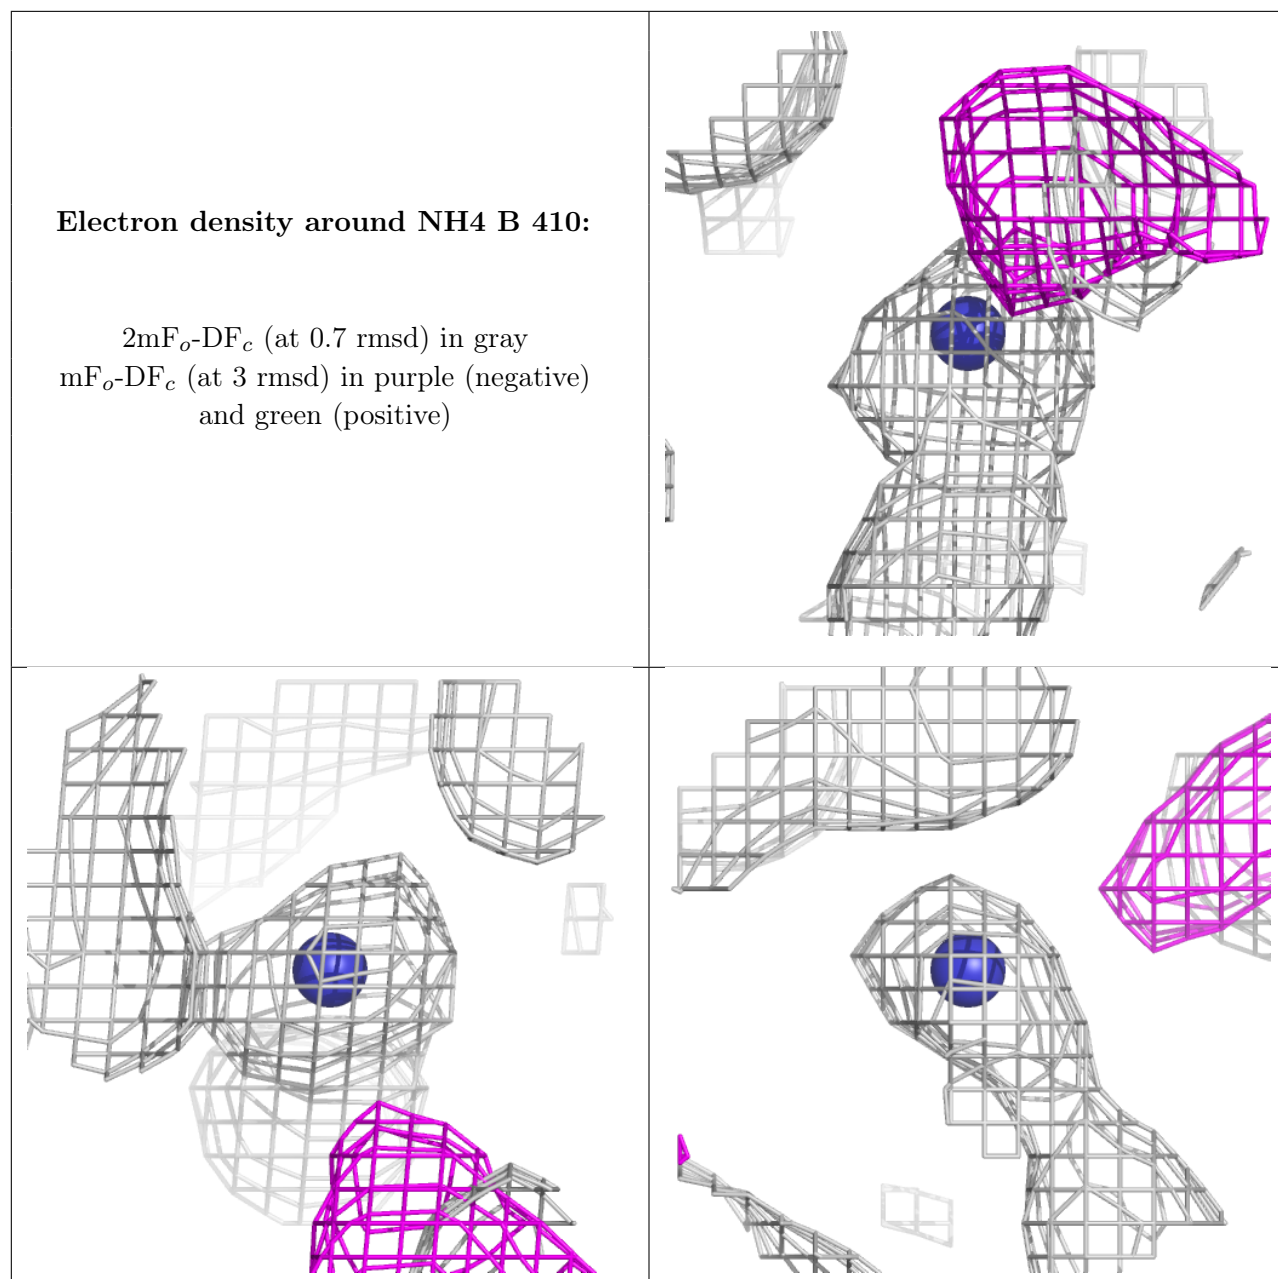 Electron density around NH4 B 410:
2mFo-DFc (at 0.7 rmsd) in gray
mFo-DFc (at 3 rmsd) in purple (negative)
and green (positive)